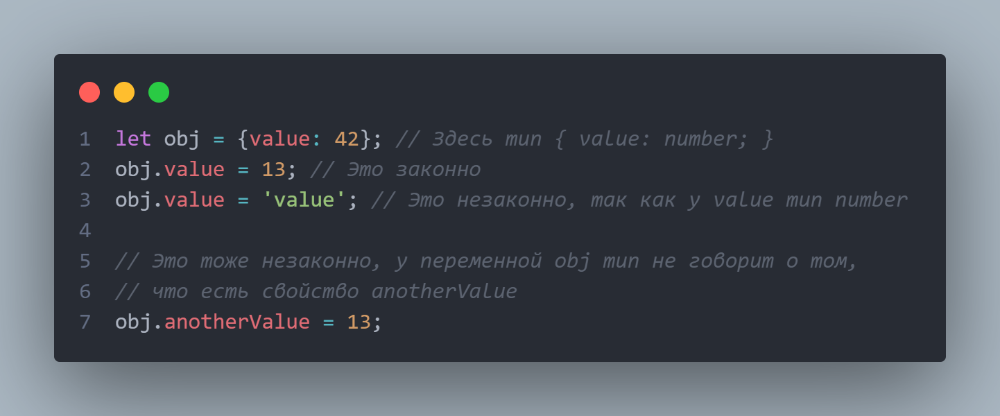 1 let obj = {value: 42}; // Здесь тип { value: number; }
2 obj.value = 13; // Это законно
3 obj.value = 'value'; // Это незаконно, так как у value тип number
4
5 // Это тоже незаконно, у переменной obj тип не говорит о том,
6 // что есть свойство anotherValue
7 obj.anotherValue = 13;